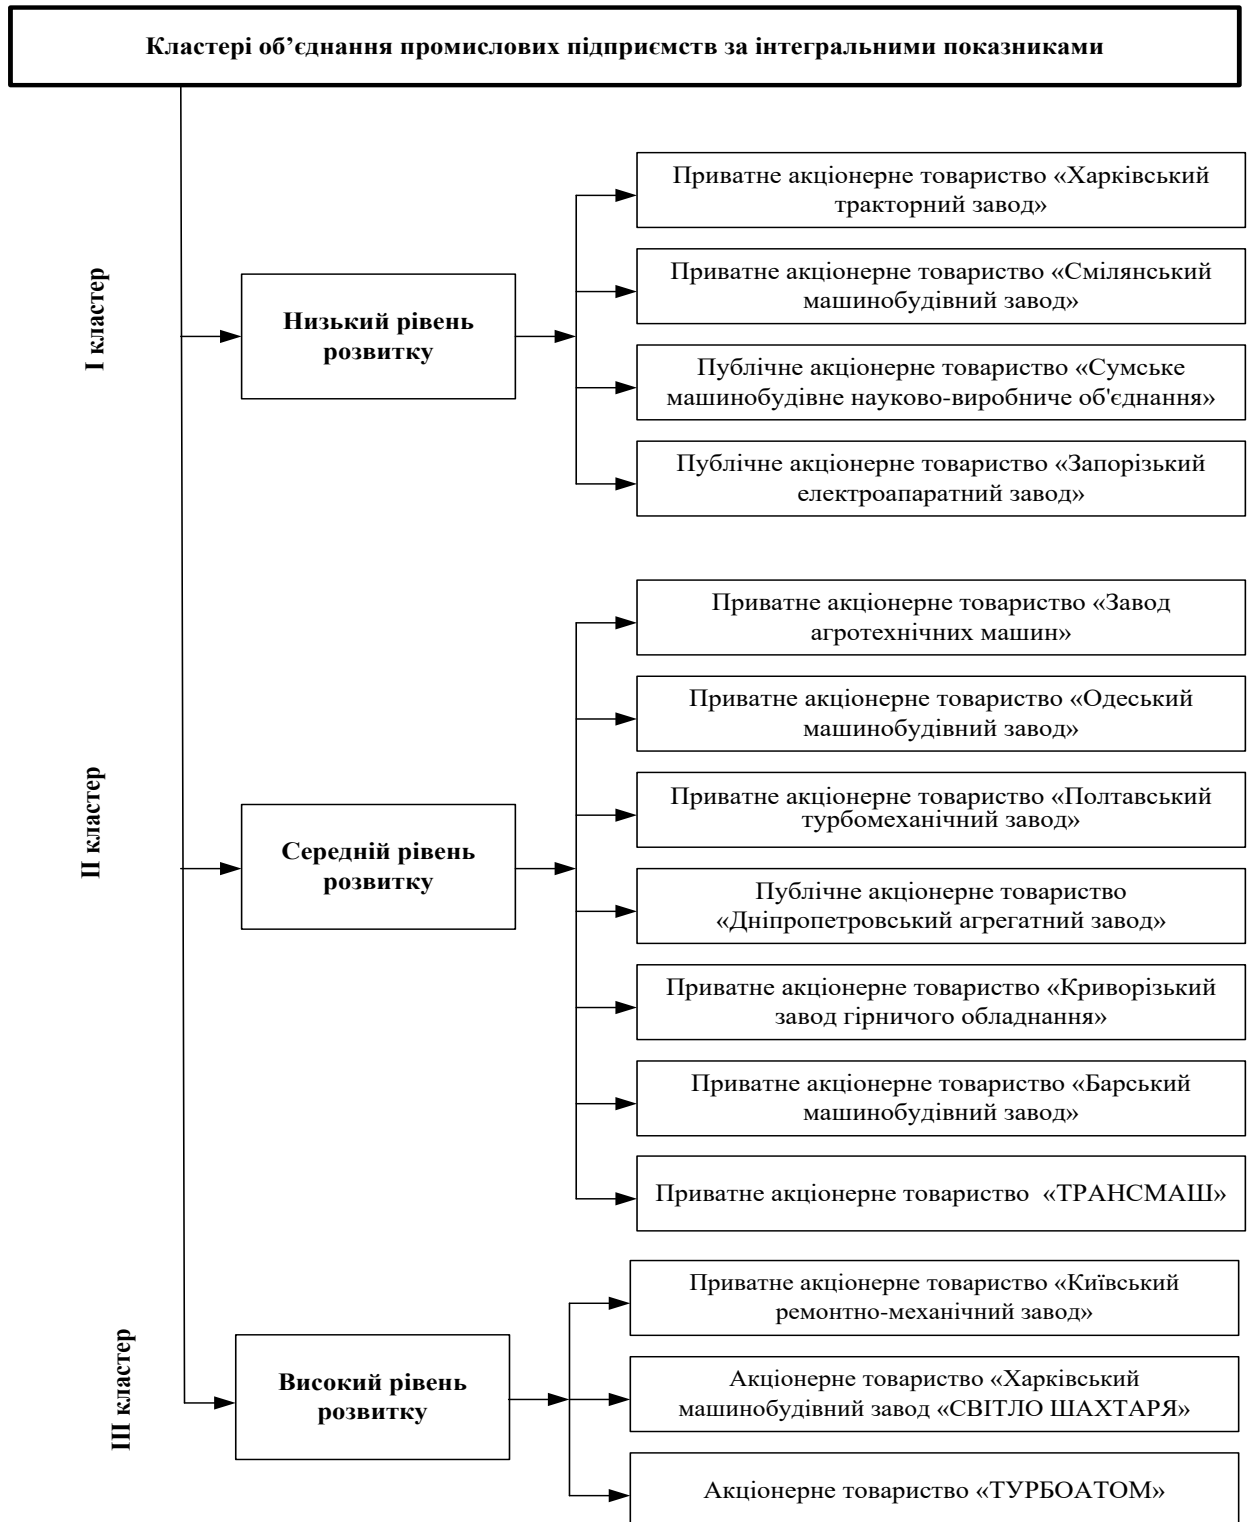 Кластері об’єднання промислових підприємств за інтегральними показниками
І кластер
Низький рівень
розвитку
Приватне акціонерне товариство «Харківський
тракторний завод»
Приватне акціонерне товариство «Смілянський
машинобудівний завод»
Публічне акціонерне товариство «Сумське
машинобудівне науково-виробниче об'єднання»
Публічне акціонерне товариство «Запорізький
електроапаратний завод»
ІІ кластер
Середній рівень
розвитку
Приватне акціонерне товариство «Завод
агротехнічних машин»
Приватне акціонерне товариство «Одеський
машинобудівний завод»
Приватне акціонерне товариство «Полтавський
турбомеханічний завод»
Публічне акціонерне товариство
«Дніпропетровський агрегатний завод»
Приватне акціонерне товариство «Криворізький
завод гірничого обладнання»
Приватне акціонерне товариство «Барський
машинобудівний завод»
Приватне акціонерне товариство «ТРАНСМАШ»
ІІІ кластер
Високий рівень
розвитку
Приватне акціонерне товариство «Київський
ремонтно-механічний завод»
Акціонерне товариство «Харківський
машинобудівний завод «СВІТЛО ШАХТАРЯ»
Акціонерне товариство «ТУРБОАТОМ»